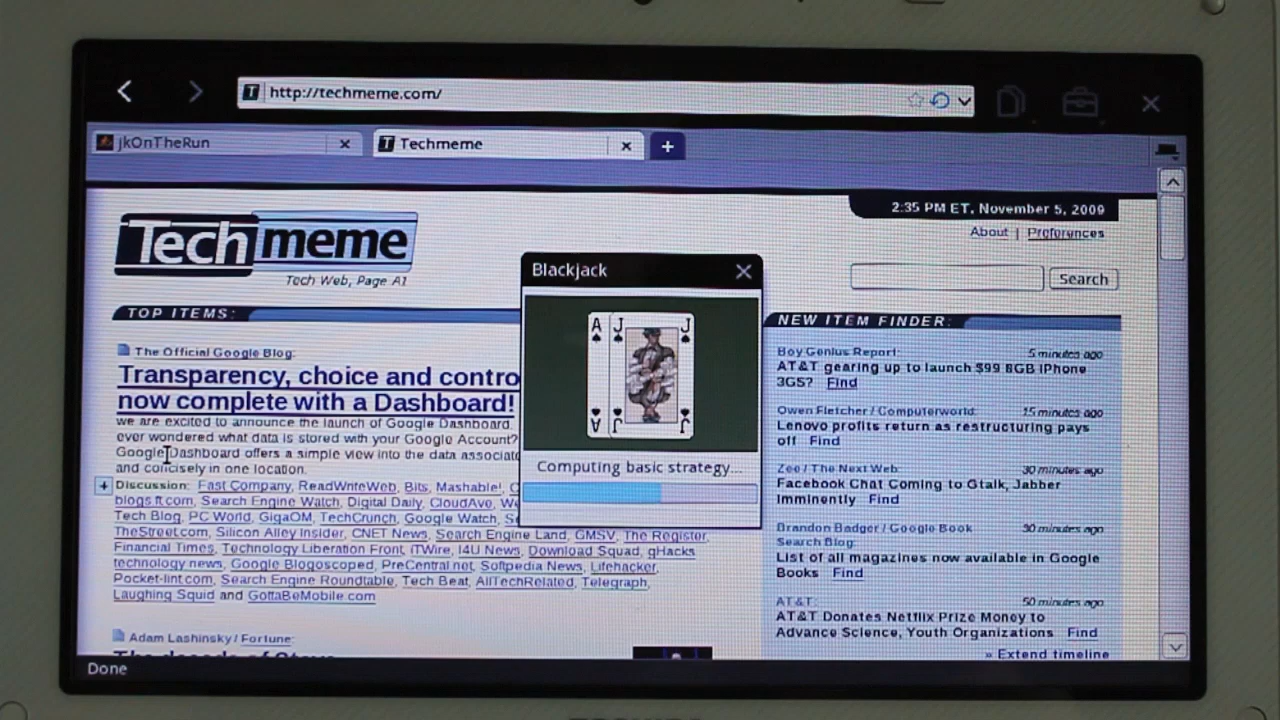 http://techmeme.com/
jkOnTheRun
Techmeme
2:35 PM ET, November 5, 2009
About | Preferences
Tech meme
Tech Web, Page A1
Search
TOP ITEMS:
The Official Google Blog:
Transparency, choice and contro
now complete with a Dashboard!
we are excited to announce the launch of Google Dashboard.
ever wondered what data is stored with your Google Account?
Google Dashboard offers a simple view into the data associate
and concisely in one location.
+ Discussion: Fast Company, ReadWriteWeb, Bits, Mashable!,
blogs.ft.com, Search Engine Watch, Digital Daily, CloudAve,
Tech Blog, PC World, GigaOM, TechCrunch, Google Watch,
TheStreet.com, Silicon Alley Insider, CNET News, Search Engine Land, GMSV, The Register,
Financial Times, Technology Liberation Front, iTWire, I4U News, Download Squad, gHacks
technology news, Google Blogoscoped, PreCentral.net, Softpedia News, Lifehacker,
Pocket-lint.com, Search Engine Roundtable, Tech Beat, AllTechRelated, Telegraph,
Laughing Squid and GottaBeMobile.com
Adam Lashinsky / Fortune:
Blackjack
A J J
A J J
Computing basic strategy...
NEW ITEM FINDER:
Boy Genius Report: 5 minutes ago
AT&T gearing up to launch $99 8GB iPhone
3GS? Find
Owen Fletcher / Computerworld: 15 minutes ago
Lenovo profits return as restructuring pays
off Find
Zee / The Next Web: 30 minutes ago
Facebook Chat Coming to Gtalk, Jabber
Imminently Find
Brandon Badger / Google Book 30 minutes ago
Search Blog:
List of all magazines now available in Google
Books Find
AT&T: 50 minutes ago
AT&T Donates Netflix Prize Money to
Advance Science, Youth Organizations Find
» Extend timeline
Done